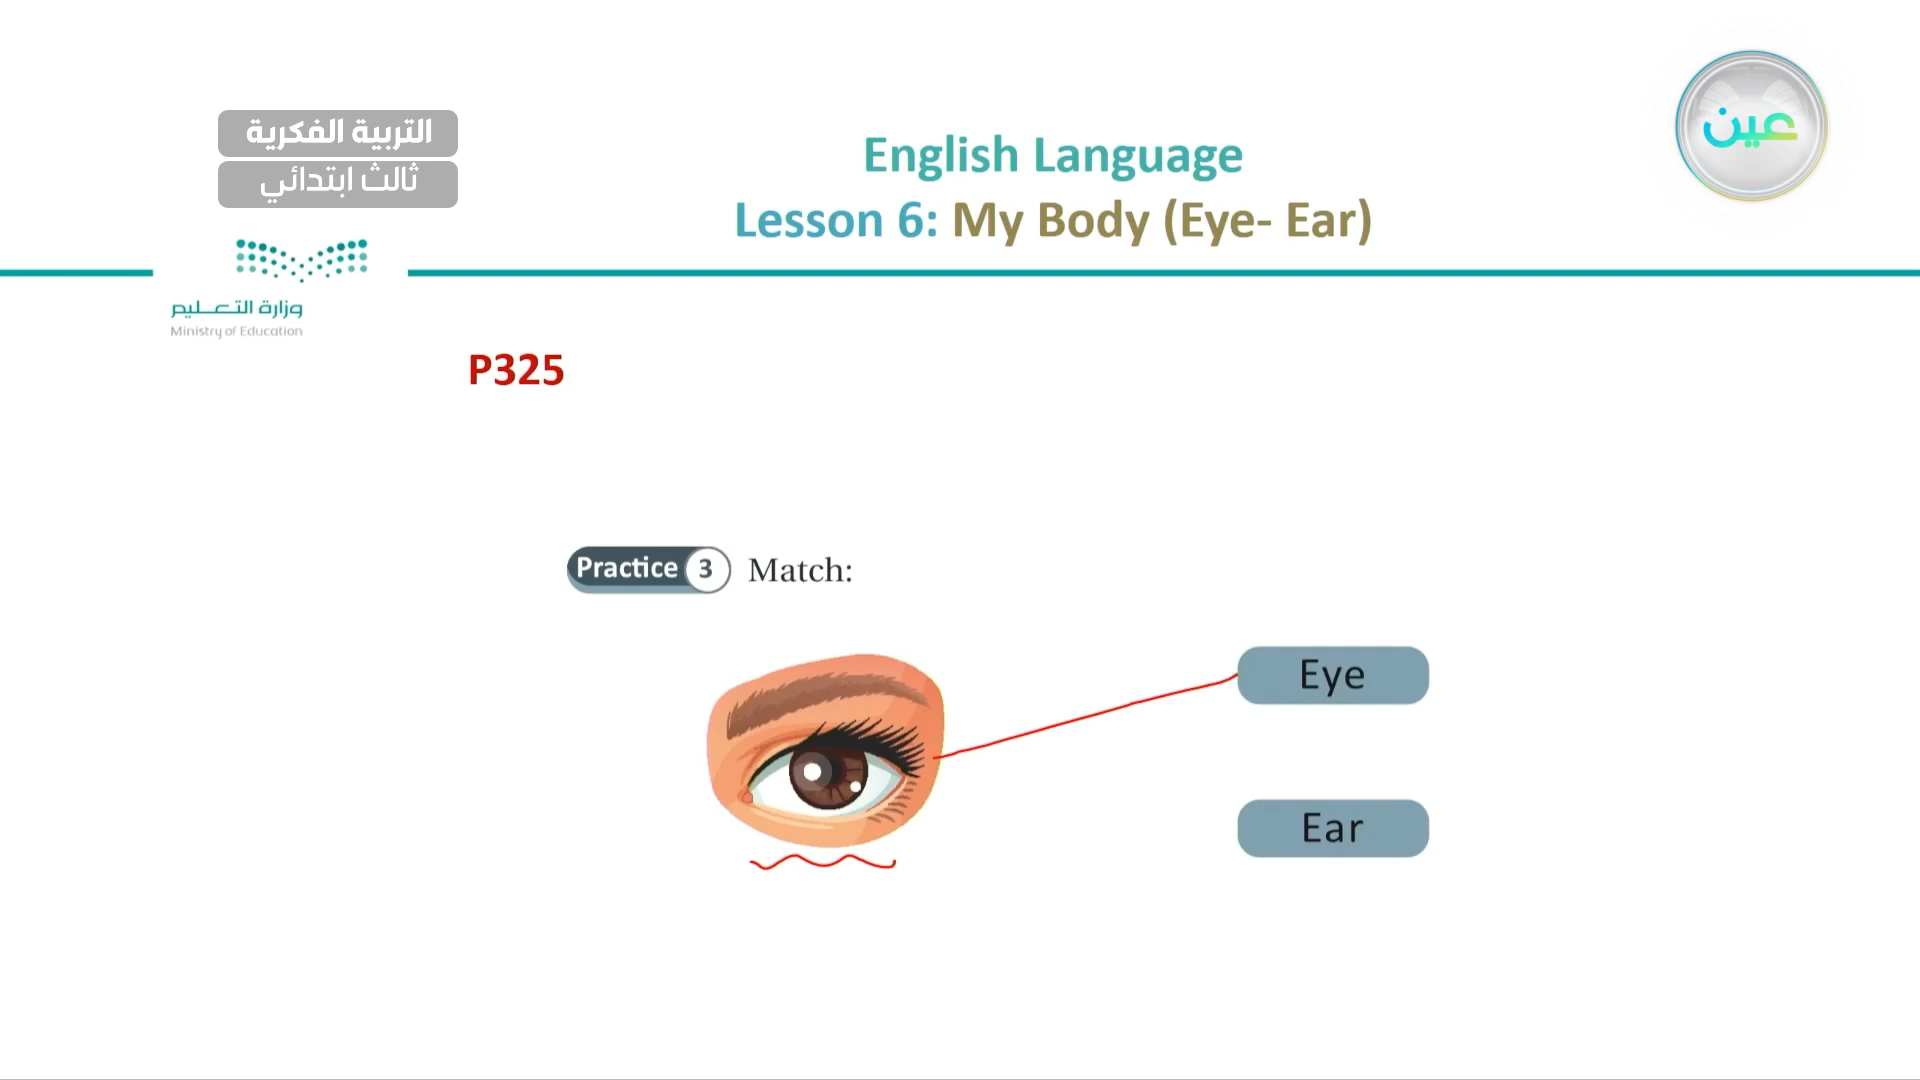 التربية الفكرية
ثالث ابتدائي
English Language
Lesson 6: My Body (Eye- Ear)
عين
وزارة التعليم
Ministry of Education
P325
Practice 3 Match:
Eye
Ear